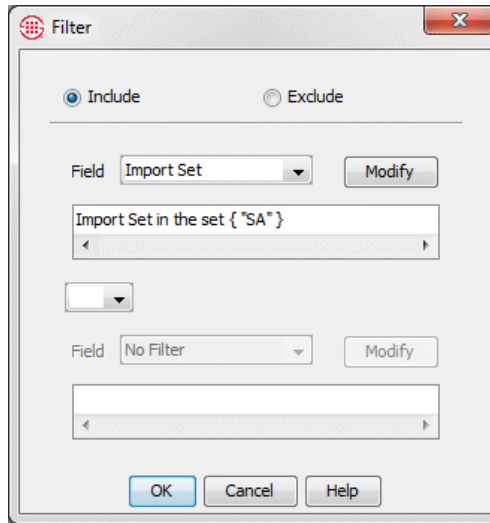 Filter
Include Exclude
Field Import Set Modify
Import Set in the set { "SA" }
Field No Filter Modify
OK Cancel Help